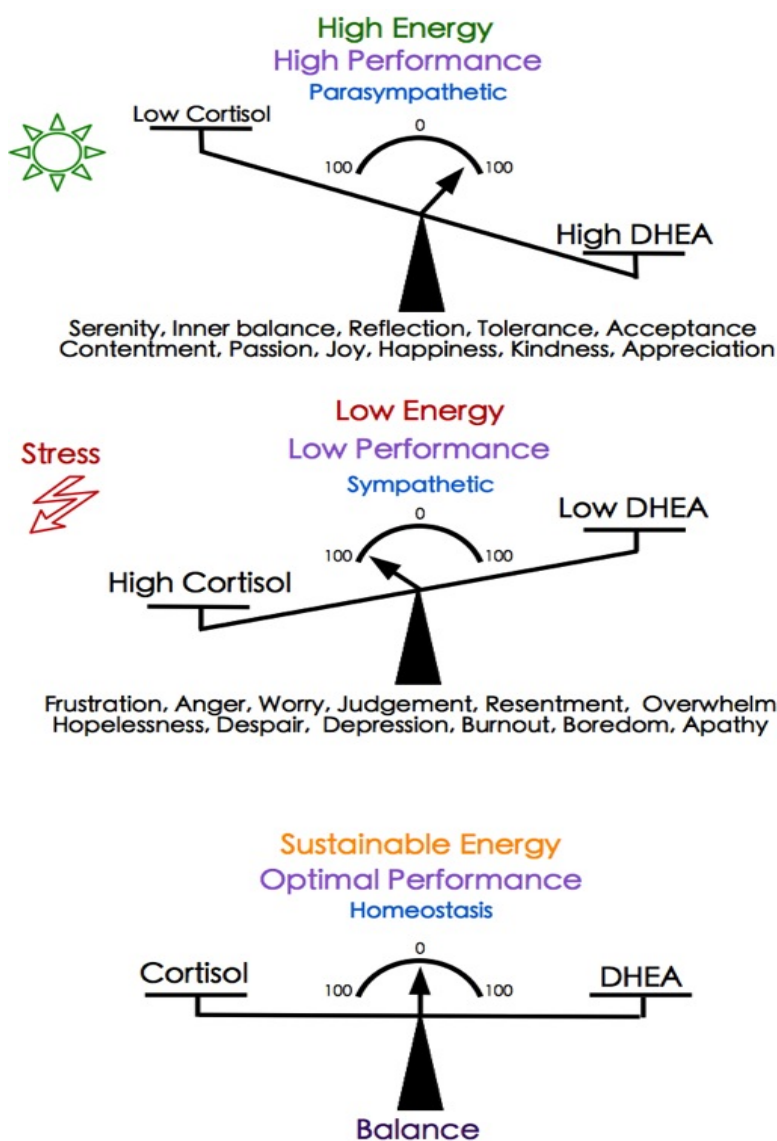 High Energy
High Performance
Parasympathetic
Low Cortisol
0
100
100
High DHEA
Serenity, Inner balance, Reflection, Tolerance, Acceptance
Contentment, Passion, Joy, Happiness, Kindness, Appreciation
Low Energy
Stress
Low Performance
Sympathetic
Low DHEA
0
100
100
High Cortisol
Frustration, Anger, Worry, Judgement, Resentment, Overwhelm
Hopelessness, Despair, Depression, Burnout, Boredom, Apathy
Sustainable Energy
Optimal Performance
Homeostasis
0
Cortisol
DHEA
100
100
Balance